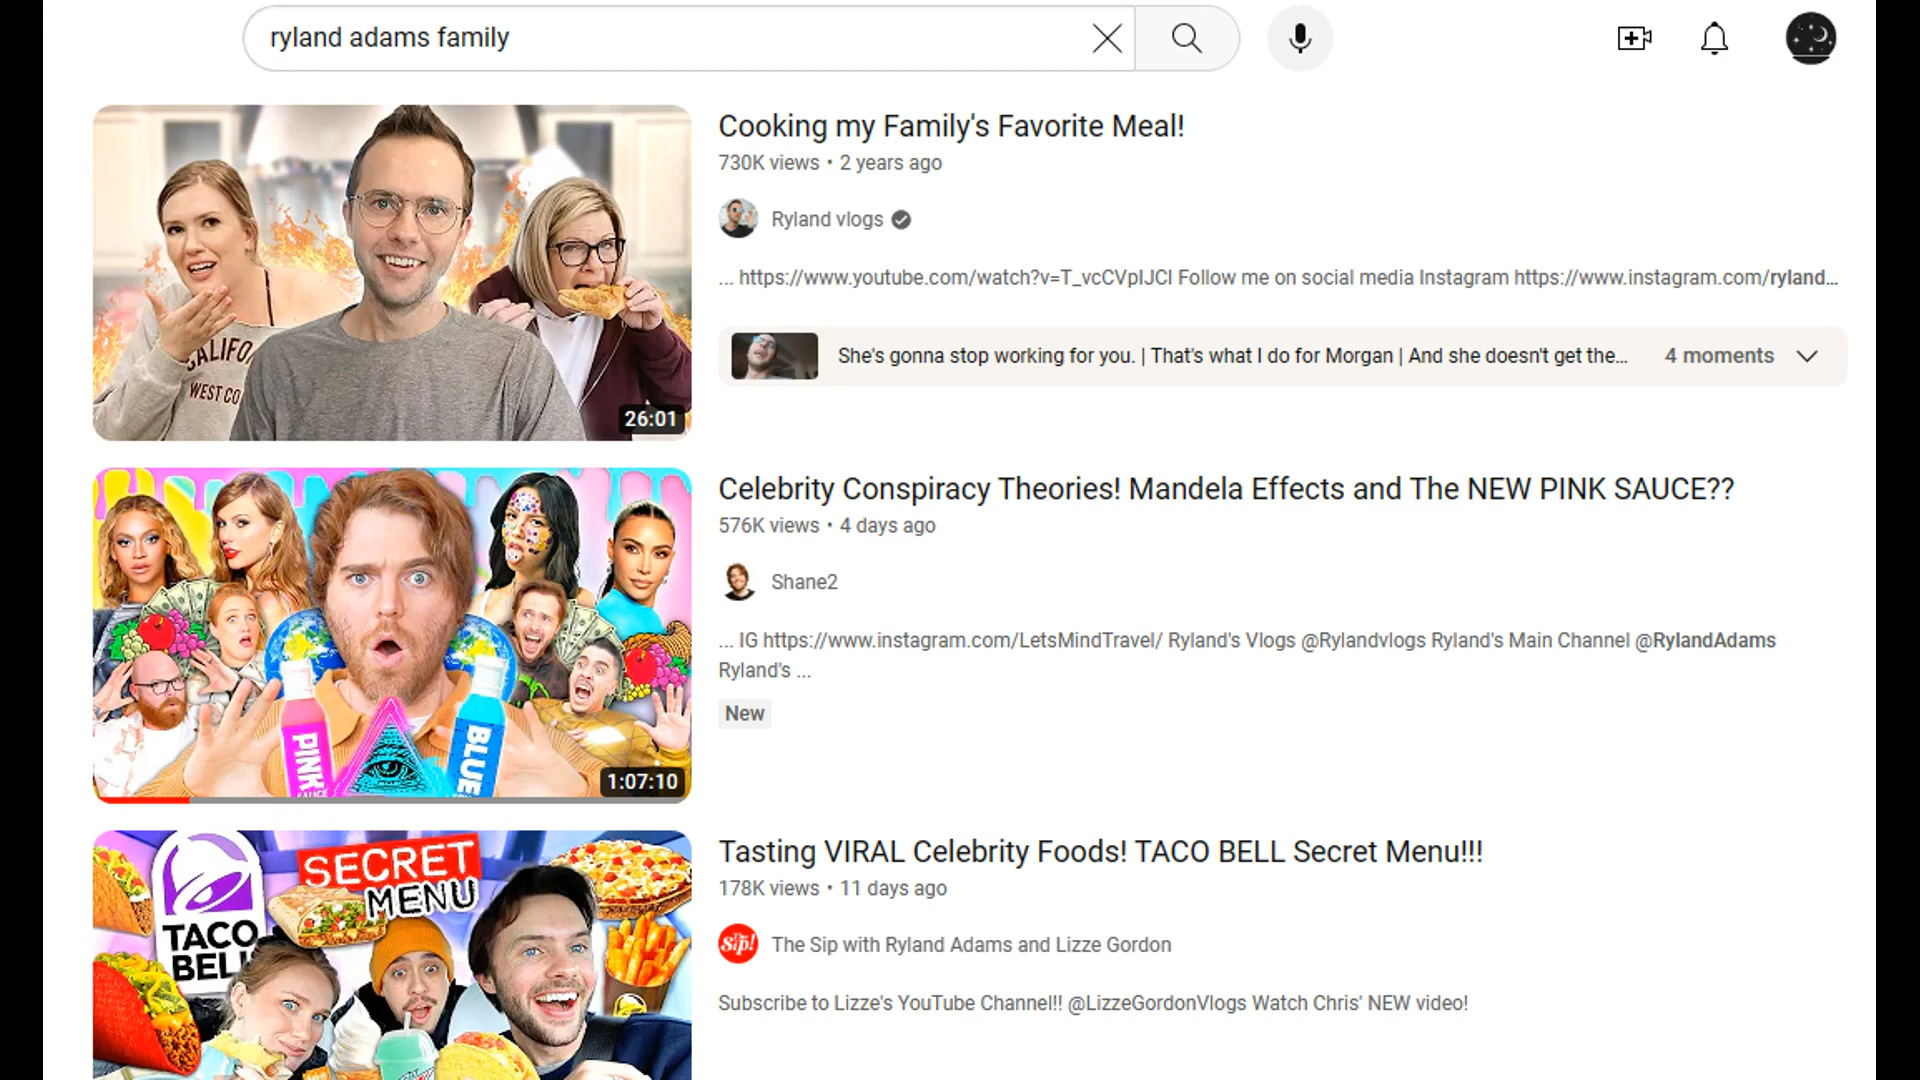 ryland adams family
Cooking my Family's Favorite Meal!
730K views • 2 years ago
Ryland vlogs
... https://www.youtube.com/watch?v=T_vcCVpIJCI Follow me on social media Instagram https://www.instagram.com/ryland...
She's gonna stop working for you. | That's what I do for Morgan | And she doesn't get the...
4 moments
CALIFO
WEST CO
26:01
Celebrity Conspiracy Theories! Mandela Effects and The NEW PINK SAUCE??
576K views • 4 days ago
Shane2
... IG https://www.instagram.com/LetsMindTravel/ Ryland's Vlogs @Rylandvlogs Ryland's Main Channel @RylandAdams
Ryland's ...
New
PINK
SAUCE
BLUE
1:07:10
Tasting VIRAL Celebrity Foods! TACO BELL Secret Menu!!!
178K views • 11 days ago
The Sip!
The Sip with Ryland Adams and Lizze Gordon
Subscribe to Lizze's YouTube Channel!! @LizzeGordonVlogs Watch Chris' NEW video!
SECRET
MENU
TACO
BELL